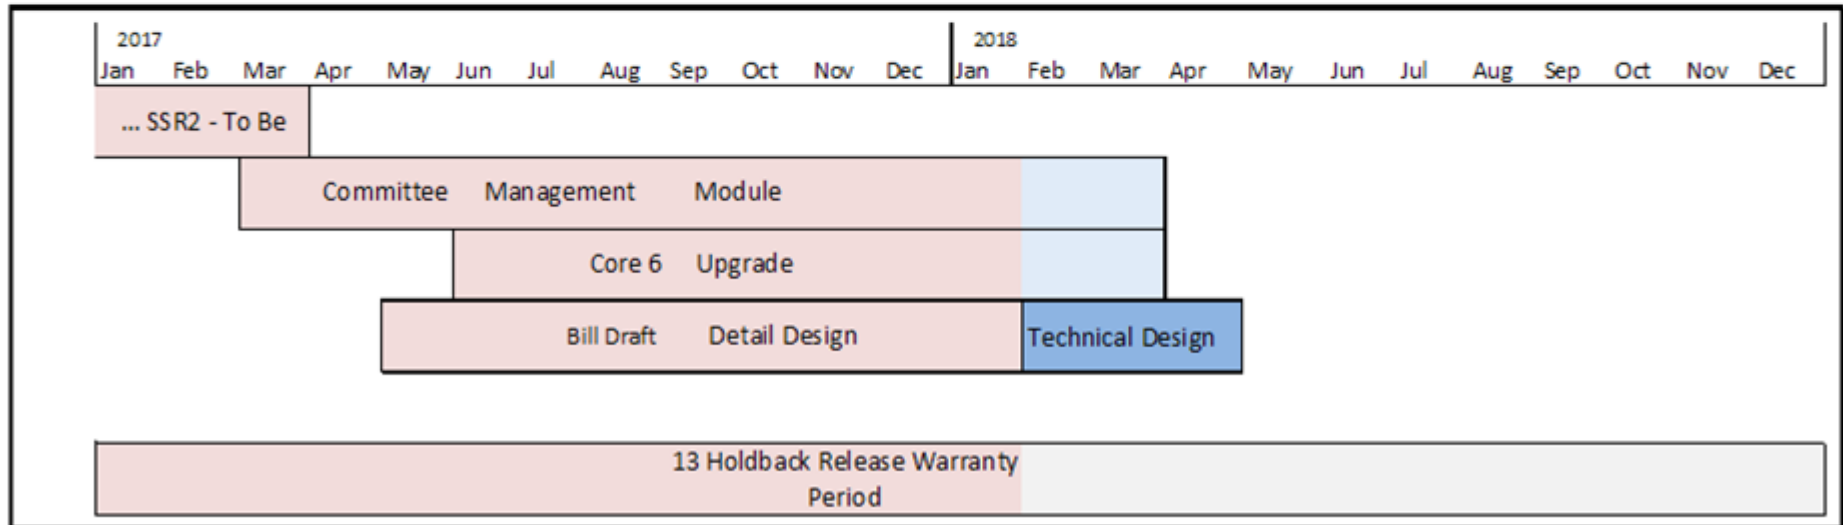 2017 2018
Jan Feb Mar Apr May Jun Jul Aug Sep Oct Nov Dec Jan Feb Mar Apr May Jun Jul Aug Sep Oct Nov Dec
... SSR2 - To Be
Committee Management Module
Core 6 Upgrade
Bill Draft Detail Design Technical Design
13 Holdback Release Warranty
Period